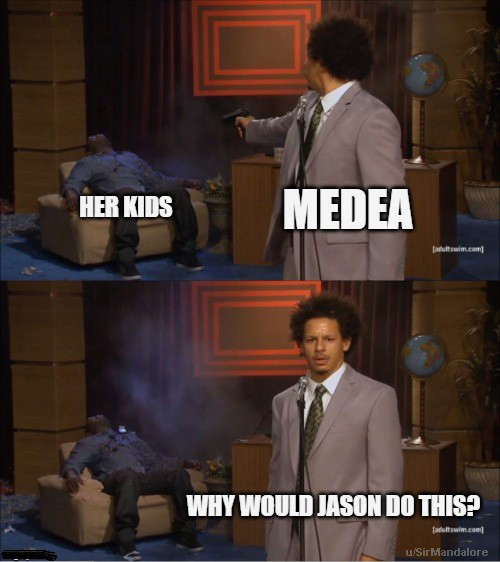 HER KIDS
MEDEA
[adultswim.com]
WHY WOULD JASON DO THIS?
[adultswim.com]
u/SirMandalore